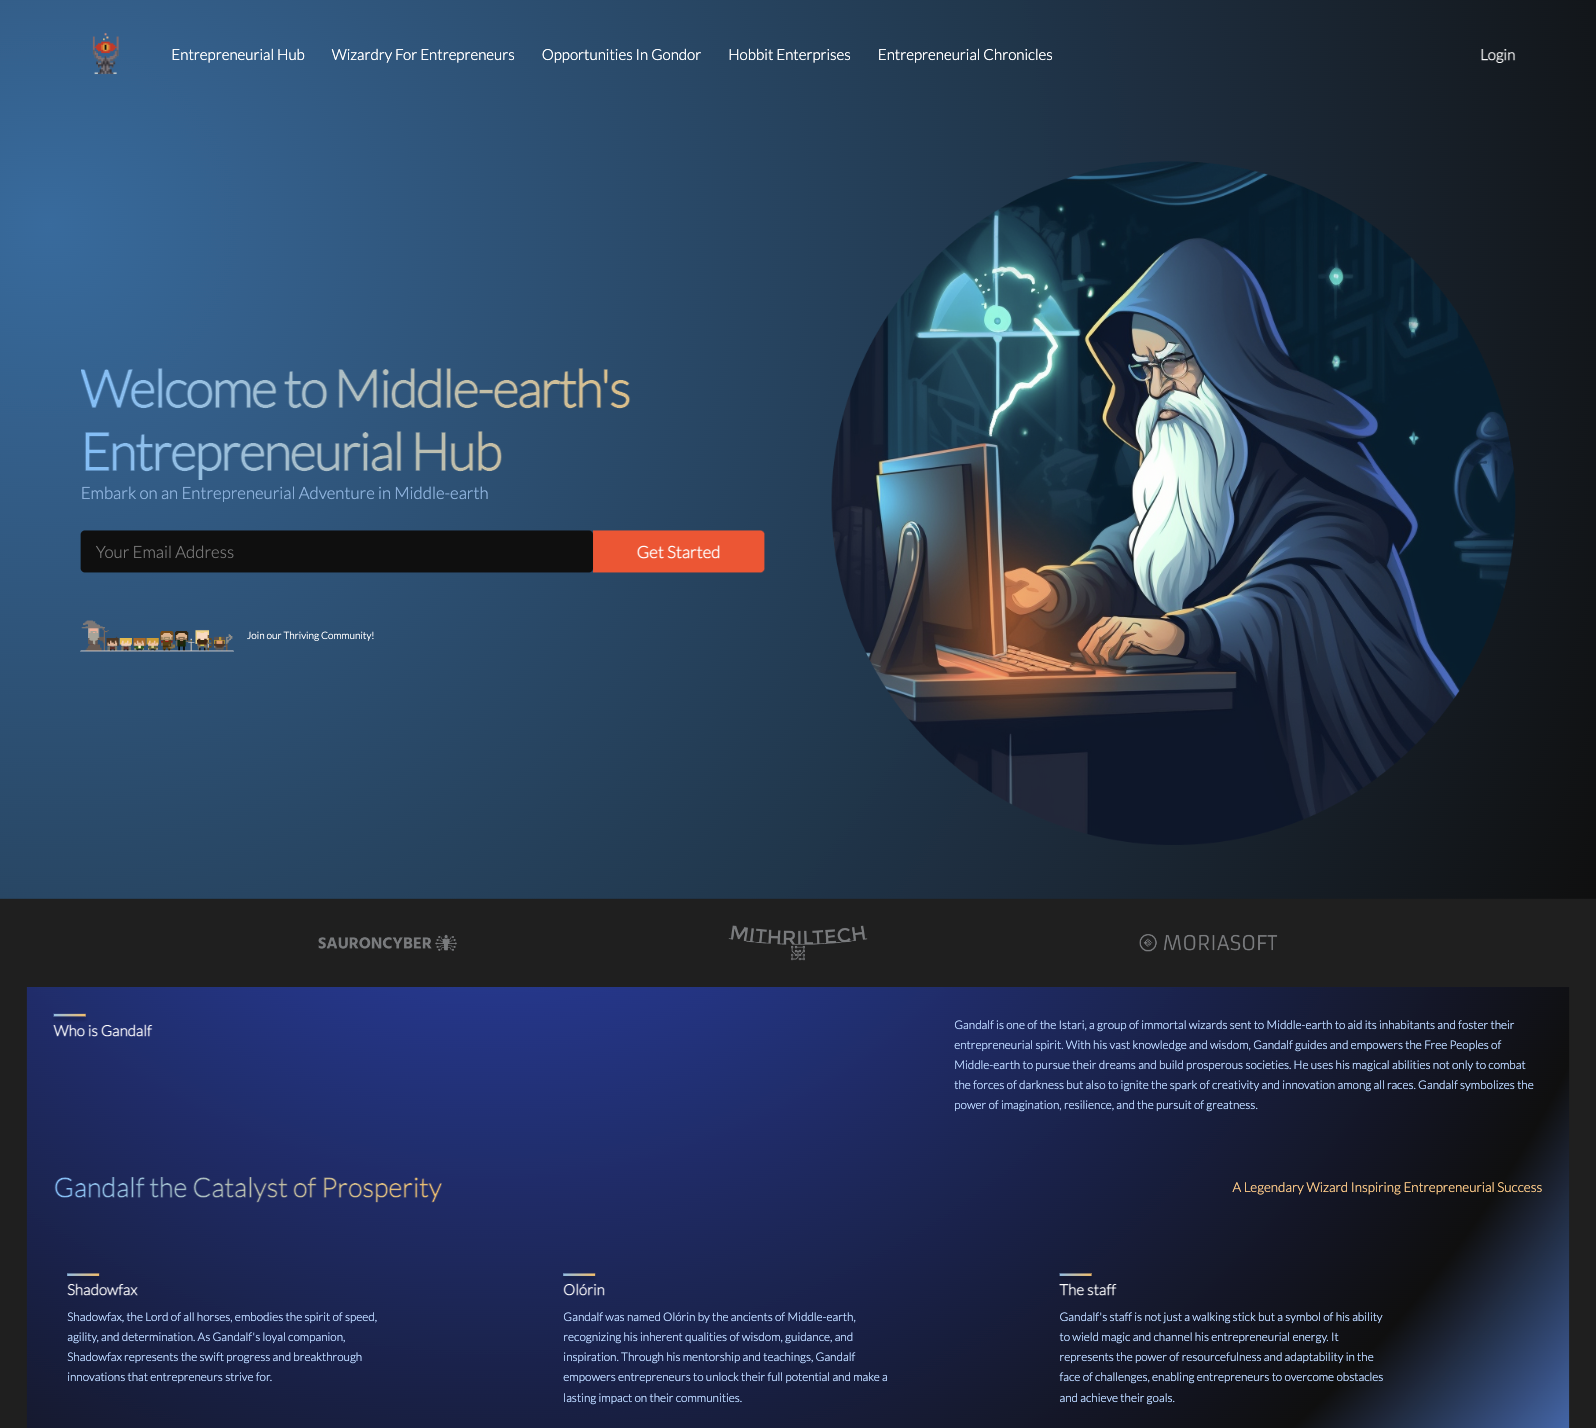 Entrepreneurial Hub
Wizardry For Entrepreneurs
Opportunities In Gondor
Hobbit Enterprises
Entrepreneurial Chronicles
Login
Welcome to Middle-earth's
Entrepreneurial Hub
Embark on an Entrepreneurial Adventure in Middle-earth
Your Email Address
Get Started
Join our Thriving Community!
SAURONCYBER
MITHRILTECH
MORIASOFT
Who is Gandalf
Gandalf is one of the Istari, a group of immortal wizards sent to Middle-earth to aid its inhabitants and foster their
entrepreneurial spirit. With his vast knowledge and wisdom, Gandalf guides and empowers the Free Peoples of
Middle-earth to pursue their dreams and build prosperous societies. He uses his magical abilities not only to combat
the forces of darkness but also to ignite the spark of creativity and innovation among all races. Gandalf symbolizes the
power of imagination, resilience, and the pursuit of greatness.
Gandalf the Catalyst of Prosperity
A Legendary Wizard Inspiring Entrepreneurial Success
Shadowfax
Shadowfax, the Lord of all horses, embodies the spirit of speed,
agility, and determination. As Gandalf's loyal companion,
Shadowfax represents the swift progress and breakthrough
innovations that entrepreneurs strive for.
Olórin
Gandalf was named Olórin by the ancients of Middle-earth,
recognizing his inherent qualities of wisdom, guidance, and
inspiration. Through his mentorship and teachings, Gandalf
empowers entrepreneurs to unlock their full potential and make a
lasting impact on their communities.
The staff
Gandalf's staff is not just a walking stick but a symbol of his ability
to wield magic and channel his entrepreneurial energy. It
represents the power of resourcefulness and adaptability in the
face of challenges, enabling entrepreneurs to overcome obstacles
and achieve their goals.